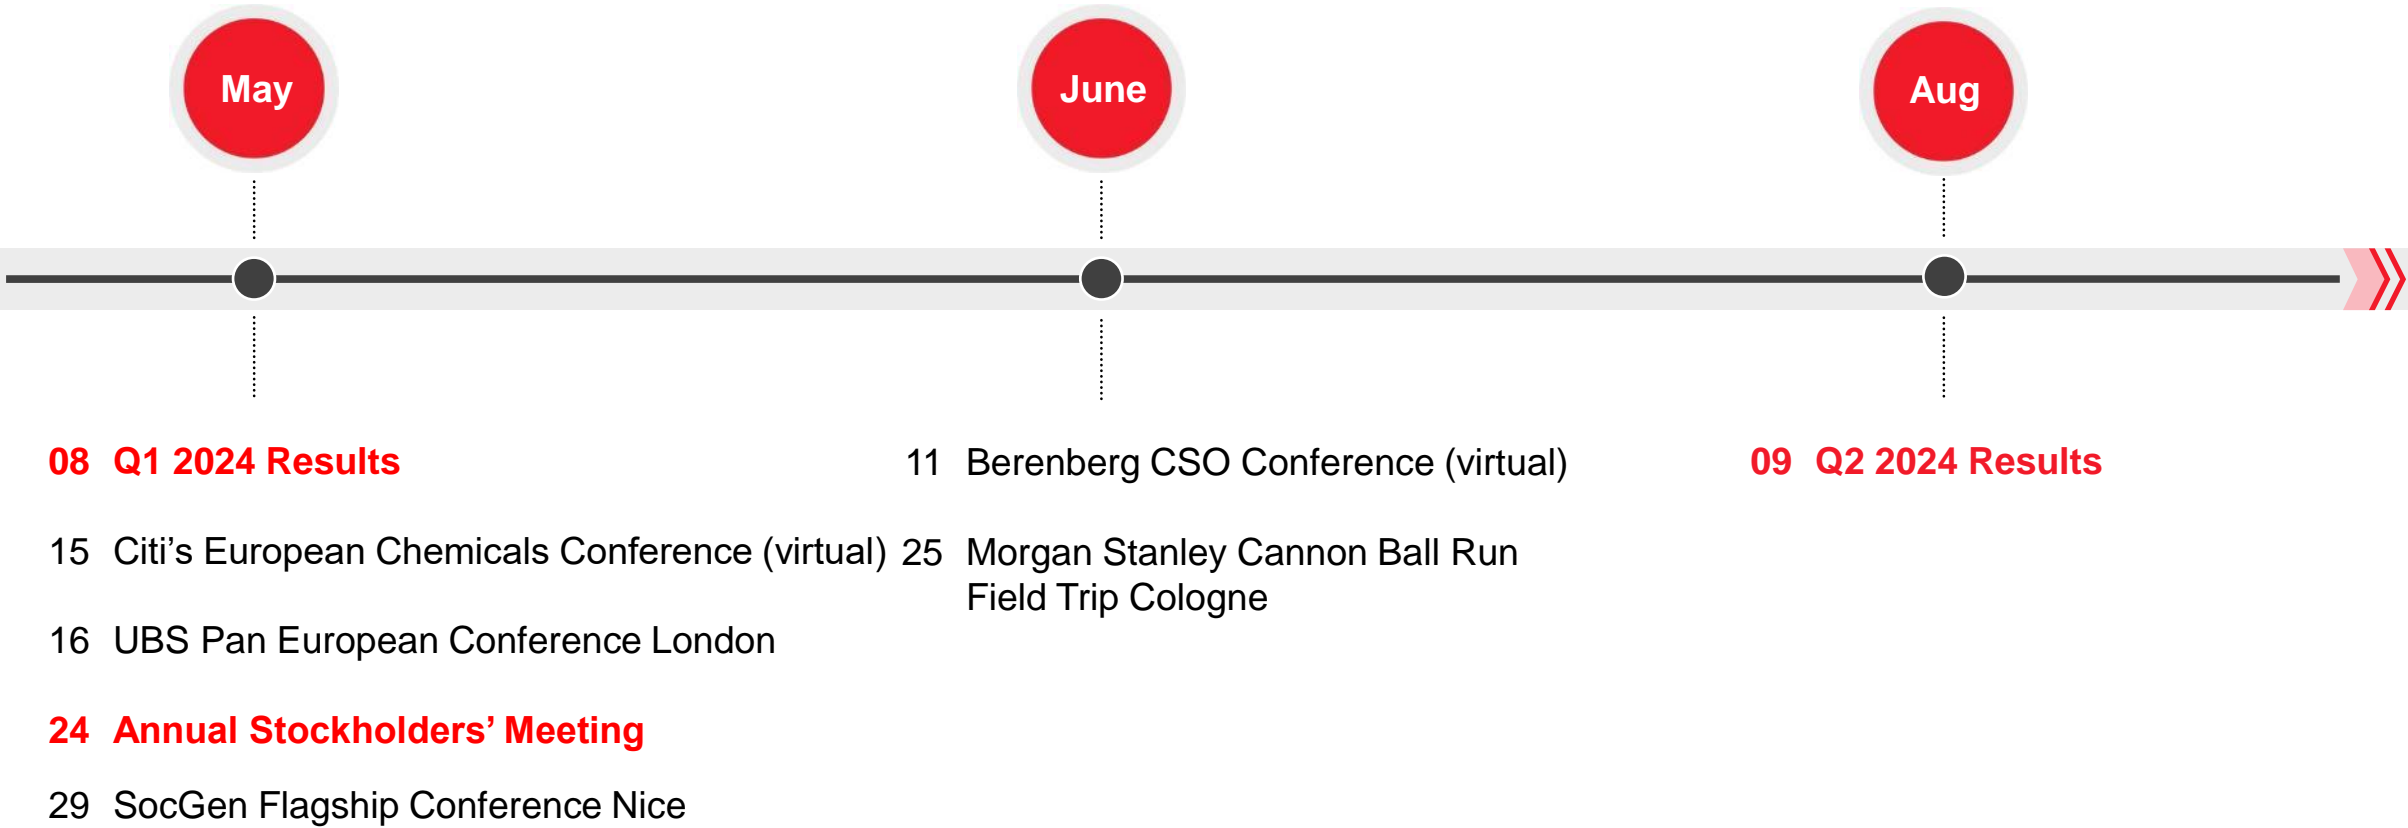 May
June
Aug
08 Q1 2024 Results
15 Citi’s European Chemicals Conference (virtual)
16 UBS Pan European Conference London
24 Annual Stockholders’ Meeting
29 SocGen Flagship Conference Nice
11 Berenberg CSO Conference (virtual)
25 Morgan Stanley Cannon Ball Run
Field Trip Cologne
09 Q2 2024 Results